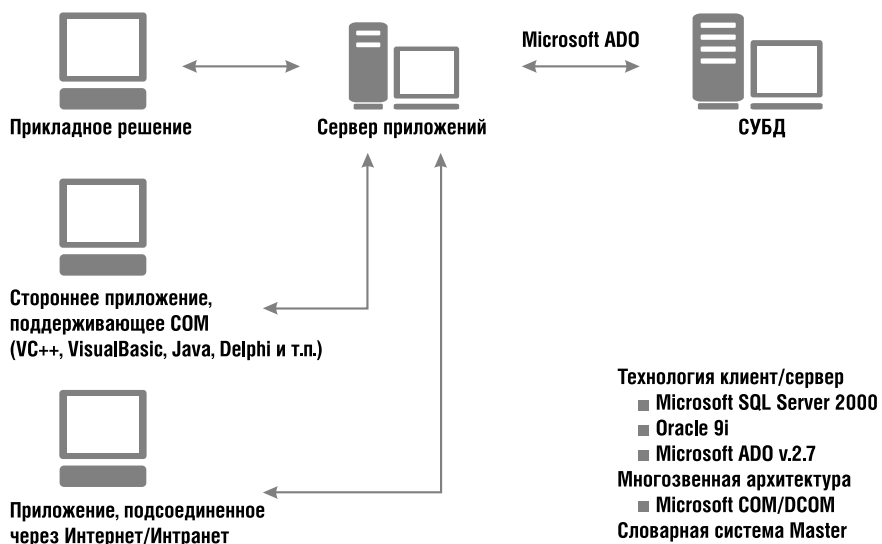 Microsoft ADO
Прикладное решение
Сервер приложений
СУБД
Стороннее приложение,
поддерживающее COM
(VC++, VisualBasic, Java, Delphi и т.п.)
Приложение, подсоединенное
через Интернет/Интранет
Технология клиент/сервер
Microsoft SQL Server 2000
Oracle 9i
Microsoft ADO v.2.7
Многозвенная архитектура
Microsoft COM/DCOM
Словарная система Master